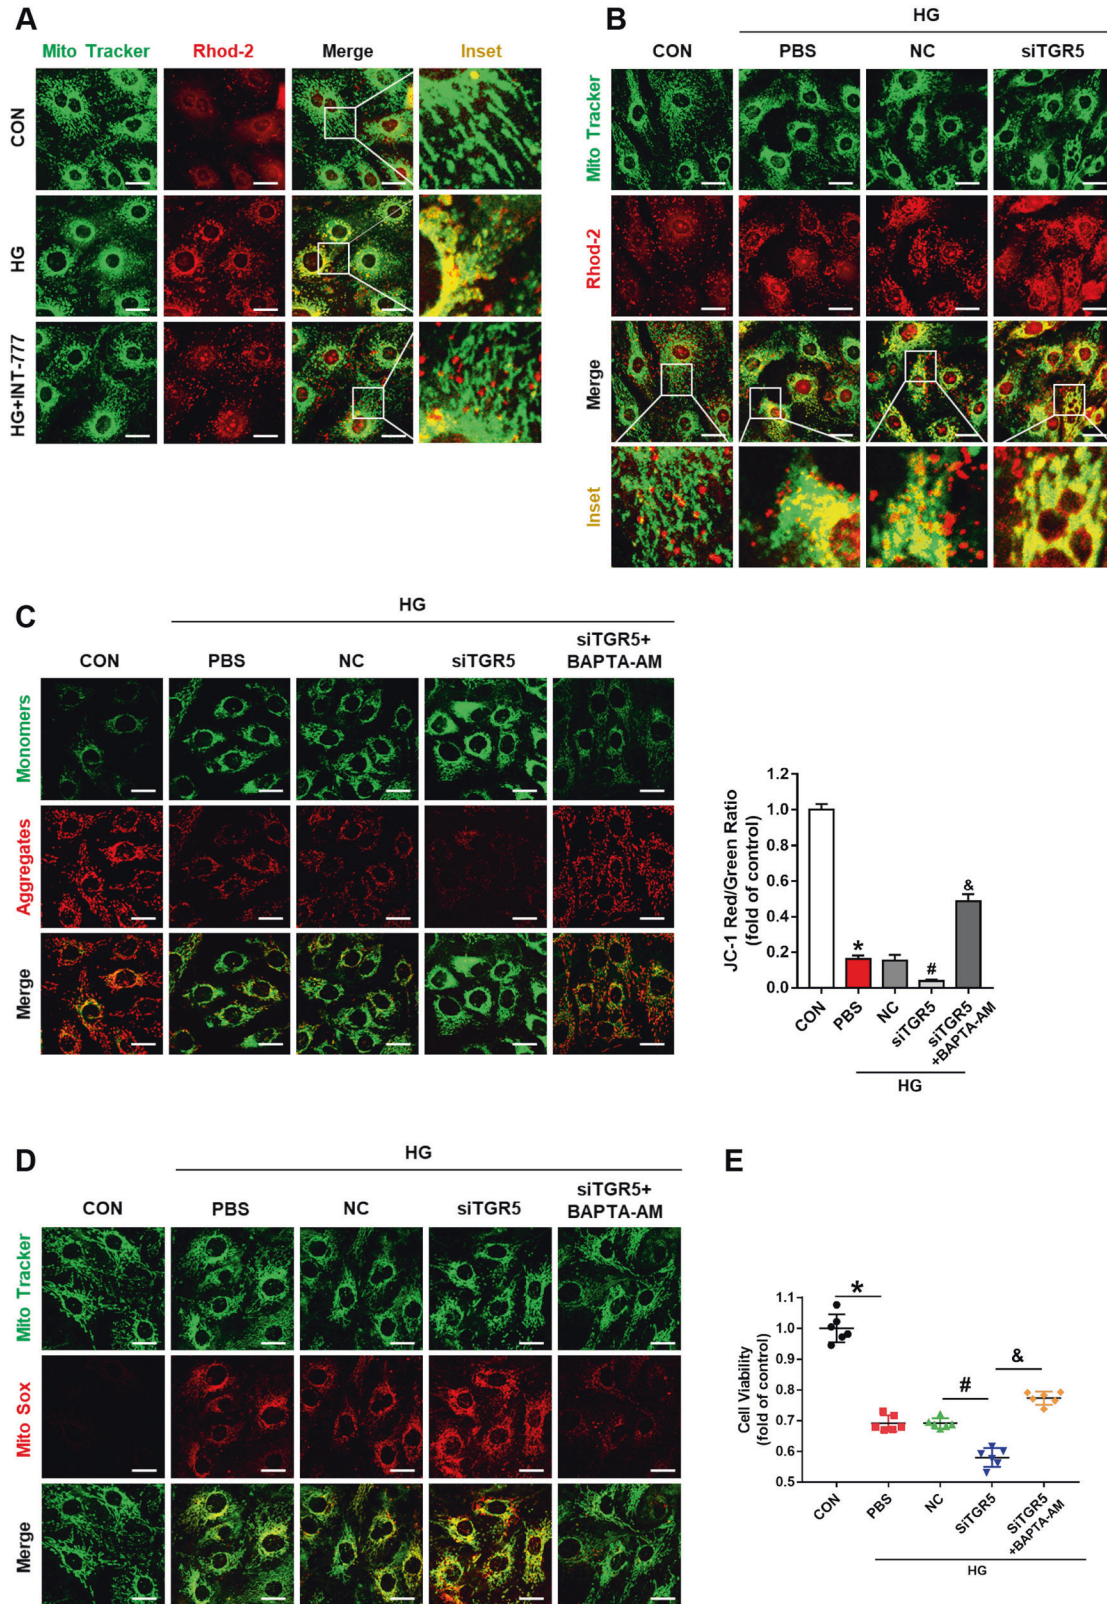 A
Mito Tracker Rhod-2 Merge Inset
CON
HG
HG+INT-777
B
HG
CON PBS NC siTGR5
Mito Tracker
Rhod-2
Merge
Inset
C
HG
CON PBS NC siTGR5 siTGR5+
BAPTA-AM
Monomers
Aggregates
Merge
JC-1 Red/Green Ratio
(fold of control)
1.2
1.0
0.8
0.6
0.4
0.2
0.0
*
#
&
CON PBS NC siTGR5 siTGR5
+BAPTA-AM
HG
D
HG
CON PBS NC siTGR5 siTGR5+
BAPTA-AM
Mito Tracker
Mito Sox
Merge
E
Cell Viability
(fold of control)
1.1
1.0
0.9
0.8
0.7
0.6
0.5
*
#
&
CON PBS NC SiTGR5 SiTGR5
+BAPTA-AM
HG